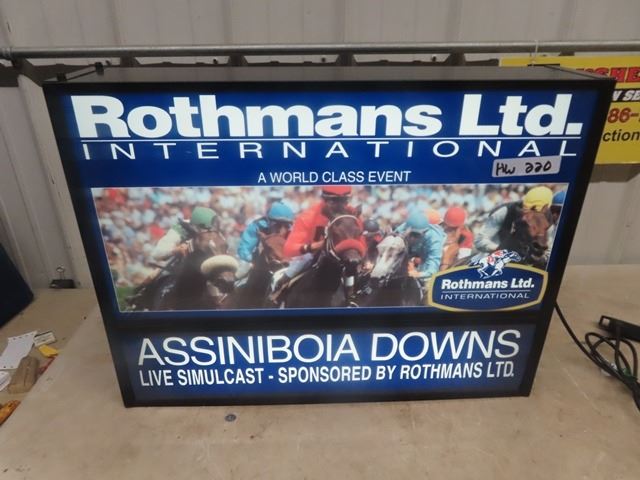 Rothmans Ltd.
INTERNATIONAL
A WORLD CLASS EVENT
HW 220
Rothmans Ltd.
INTERNATIONAL
ASSINIBOIA DOWNS
LIVE SIMULCAST - SPONSORED BY ROTHMANS LTD.